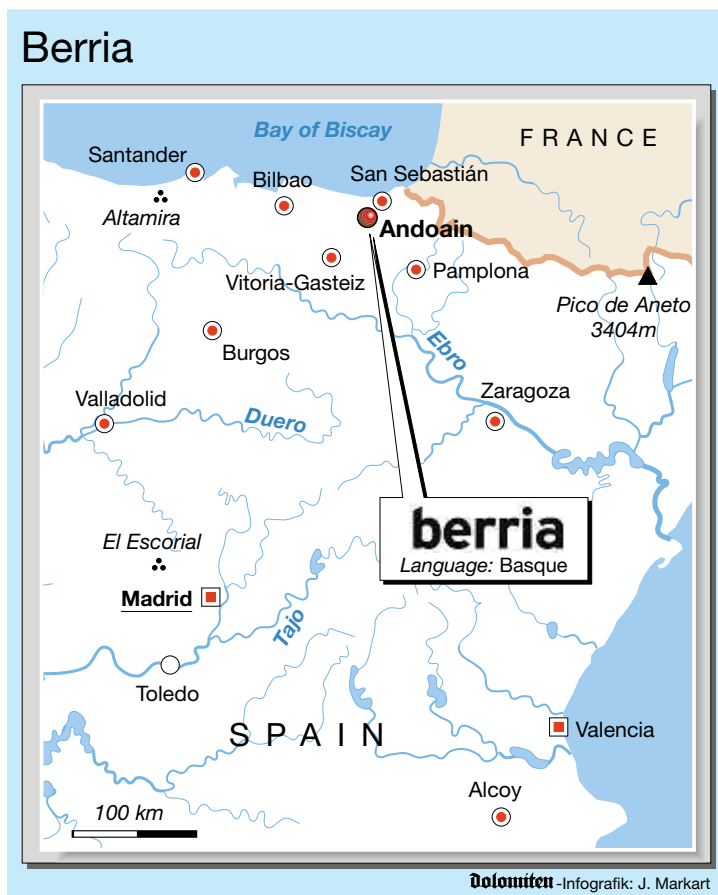 Berria
Bay of Biscay
FRANCE
Santander
Bilbao
San Sebastián
Altamira
Andoain
Vitoria-Gasteiz
Pamplona
Pico de Aneto
3404m
Burgos
Ebro
Valladolid
Duero
Zaragoza
berria
Language: Basque
El Escorial
Madrid
Tajo
Toledo
SPAIN
Valencia
Alcoy
100 km
Dolomiten-Infografik: J. Markart